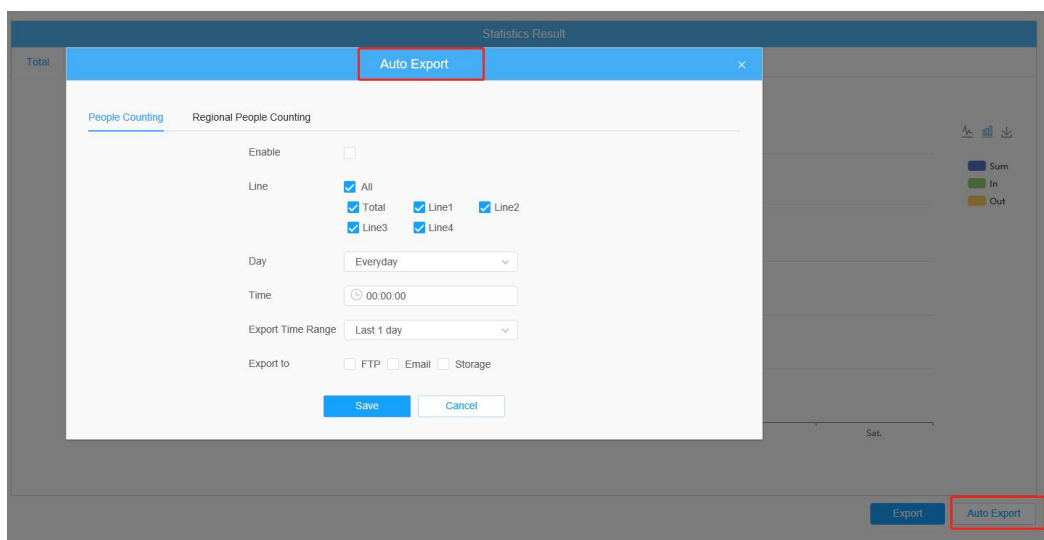 Statistics Result
Total
Auto Export
People Counting Regional People Counting
Enable
Line All
Total Line1 Line2
Line3 Line4
Day Everyday
Time 00:00:00
Export Time Range Last 1 day
Export to FTP Email Storage
Save Cancel
Sum
In
Out
Sat.
Export Auto Export